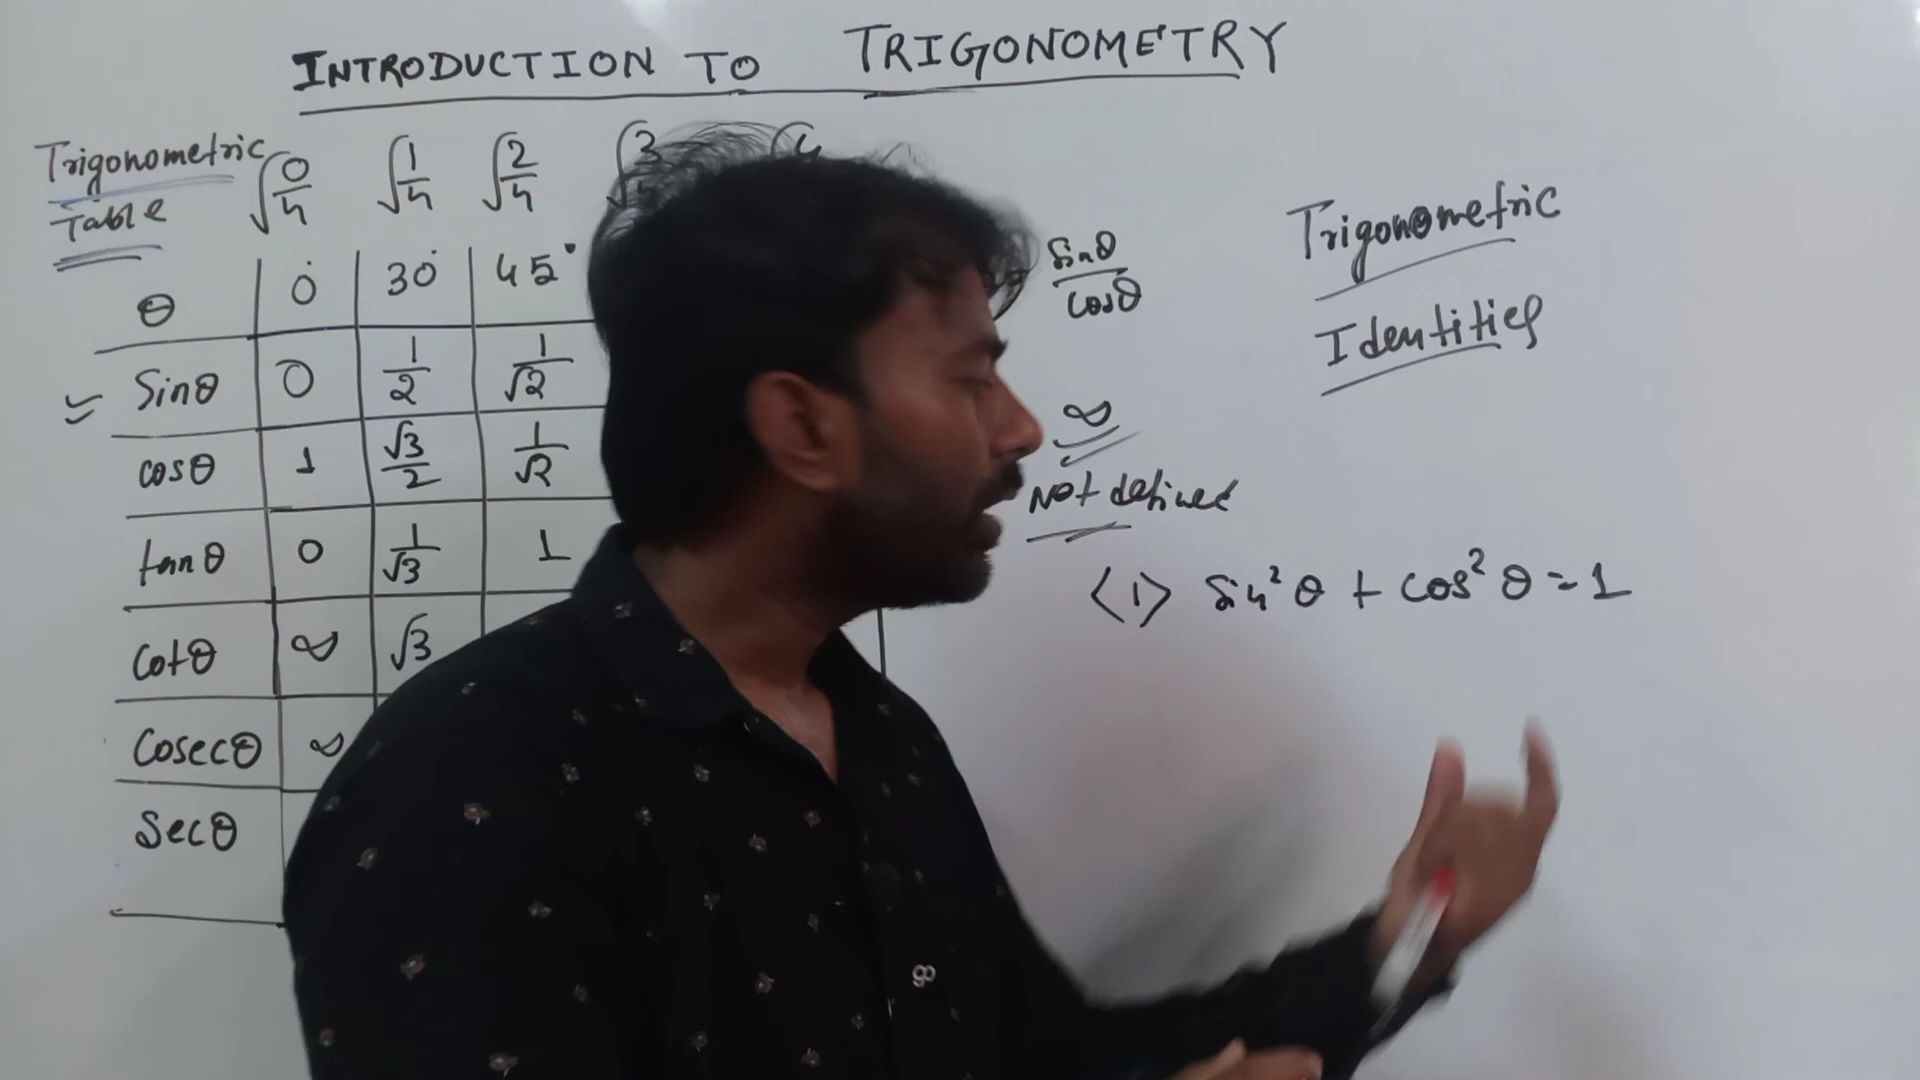 INTRODUCTION TO TRIGONOMETRY
Trigonometric
Table
√0/4 √1/4 √2/4 √3
θ 0° 30° 45°
Sinθ 0 1/2 1/√2
cosθ 1 √3/2 1/√2
tanθ 0 1/√3 1
Cotθ ∞ √3
Cosecθ ∞
Secθ
Sinθ/Cosθ
∞
Not defined
Trigonometric
Identities
<1> Sin²θ + Cos²θ = 1